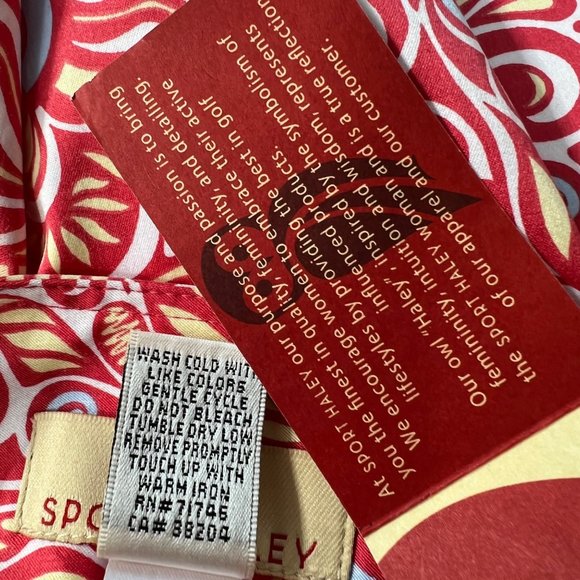 At SPORT HALEY our purpose and passion is to bring
you the finest in quality, femininity, and detailing.
We encourage women to embrace their active
lifestyes by providing the best in golf
influenced products.
Our owl "Haley", inspired by the symbolism of
femininity, intuition and wisdom, represents
the SPORT HALEY woman and is a true reflection
of our apparel and our customer.
WASH COLD WIT
LIKE COLORS
GENTLE CYCLE
DO NOT BLEACH
TUMBLE DRY LOW
REMOVE PROMPTLY
TOUCH UP WITH
WARM IRON
RN# 71746
CA# 38204
SPO LEY